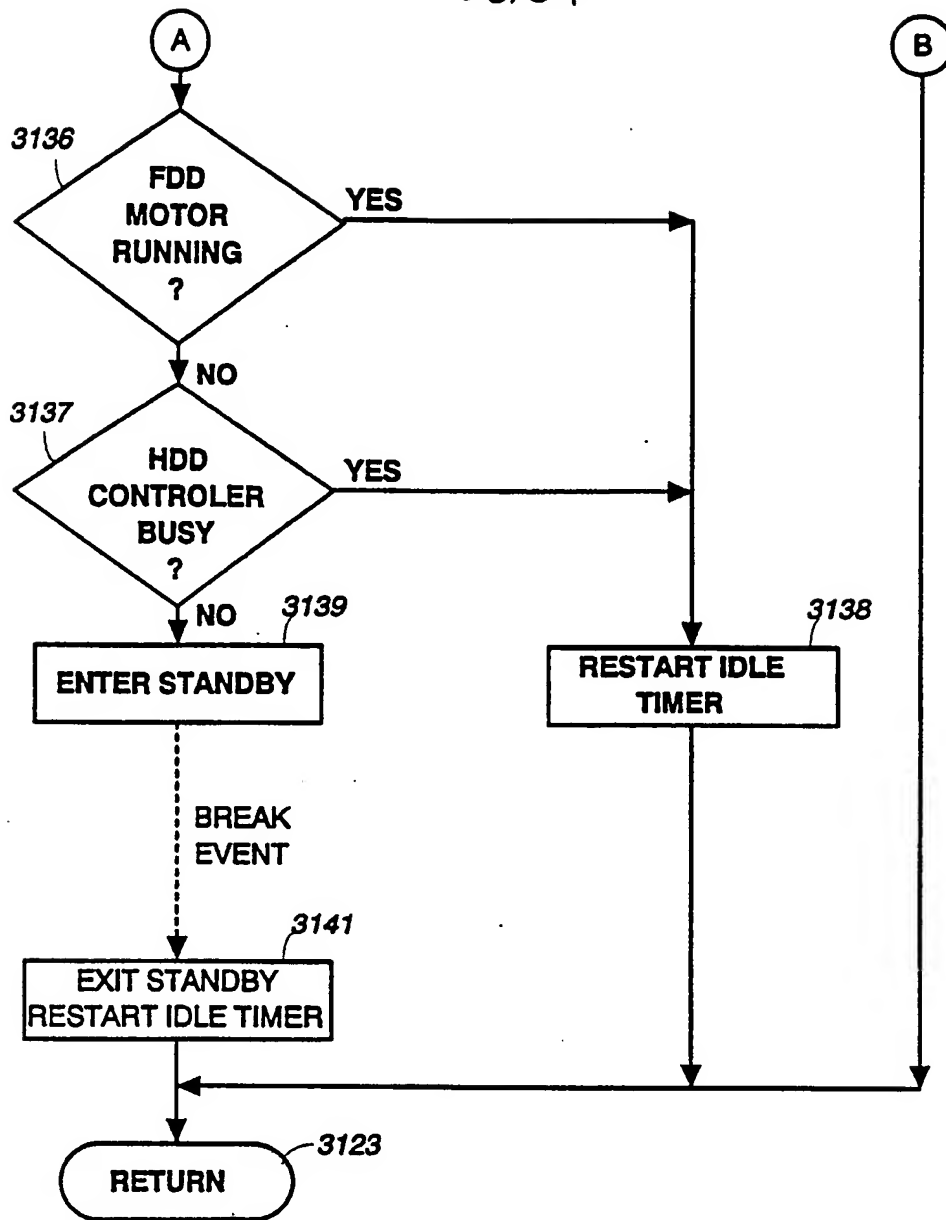 A
B
3136
FDD
MOTOR
RUNNING
?
YES
NO
3137
HDD
CONTROLER
BUSY
?
YES
NO
3139
ENTER STANDBY
3138
RESTART IDLE
TIMER
BREAK
EVENT
3141
EXIT STANDBY
RESTART IDLE TIMER
3123
RETURN